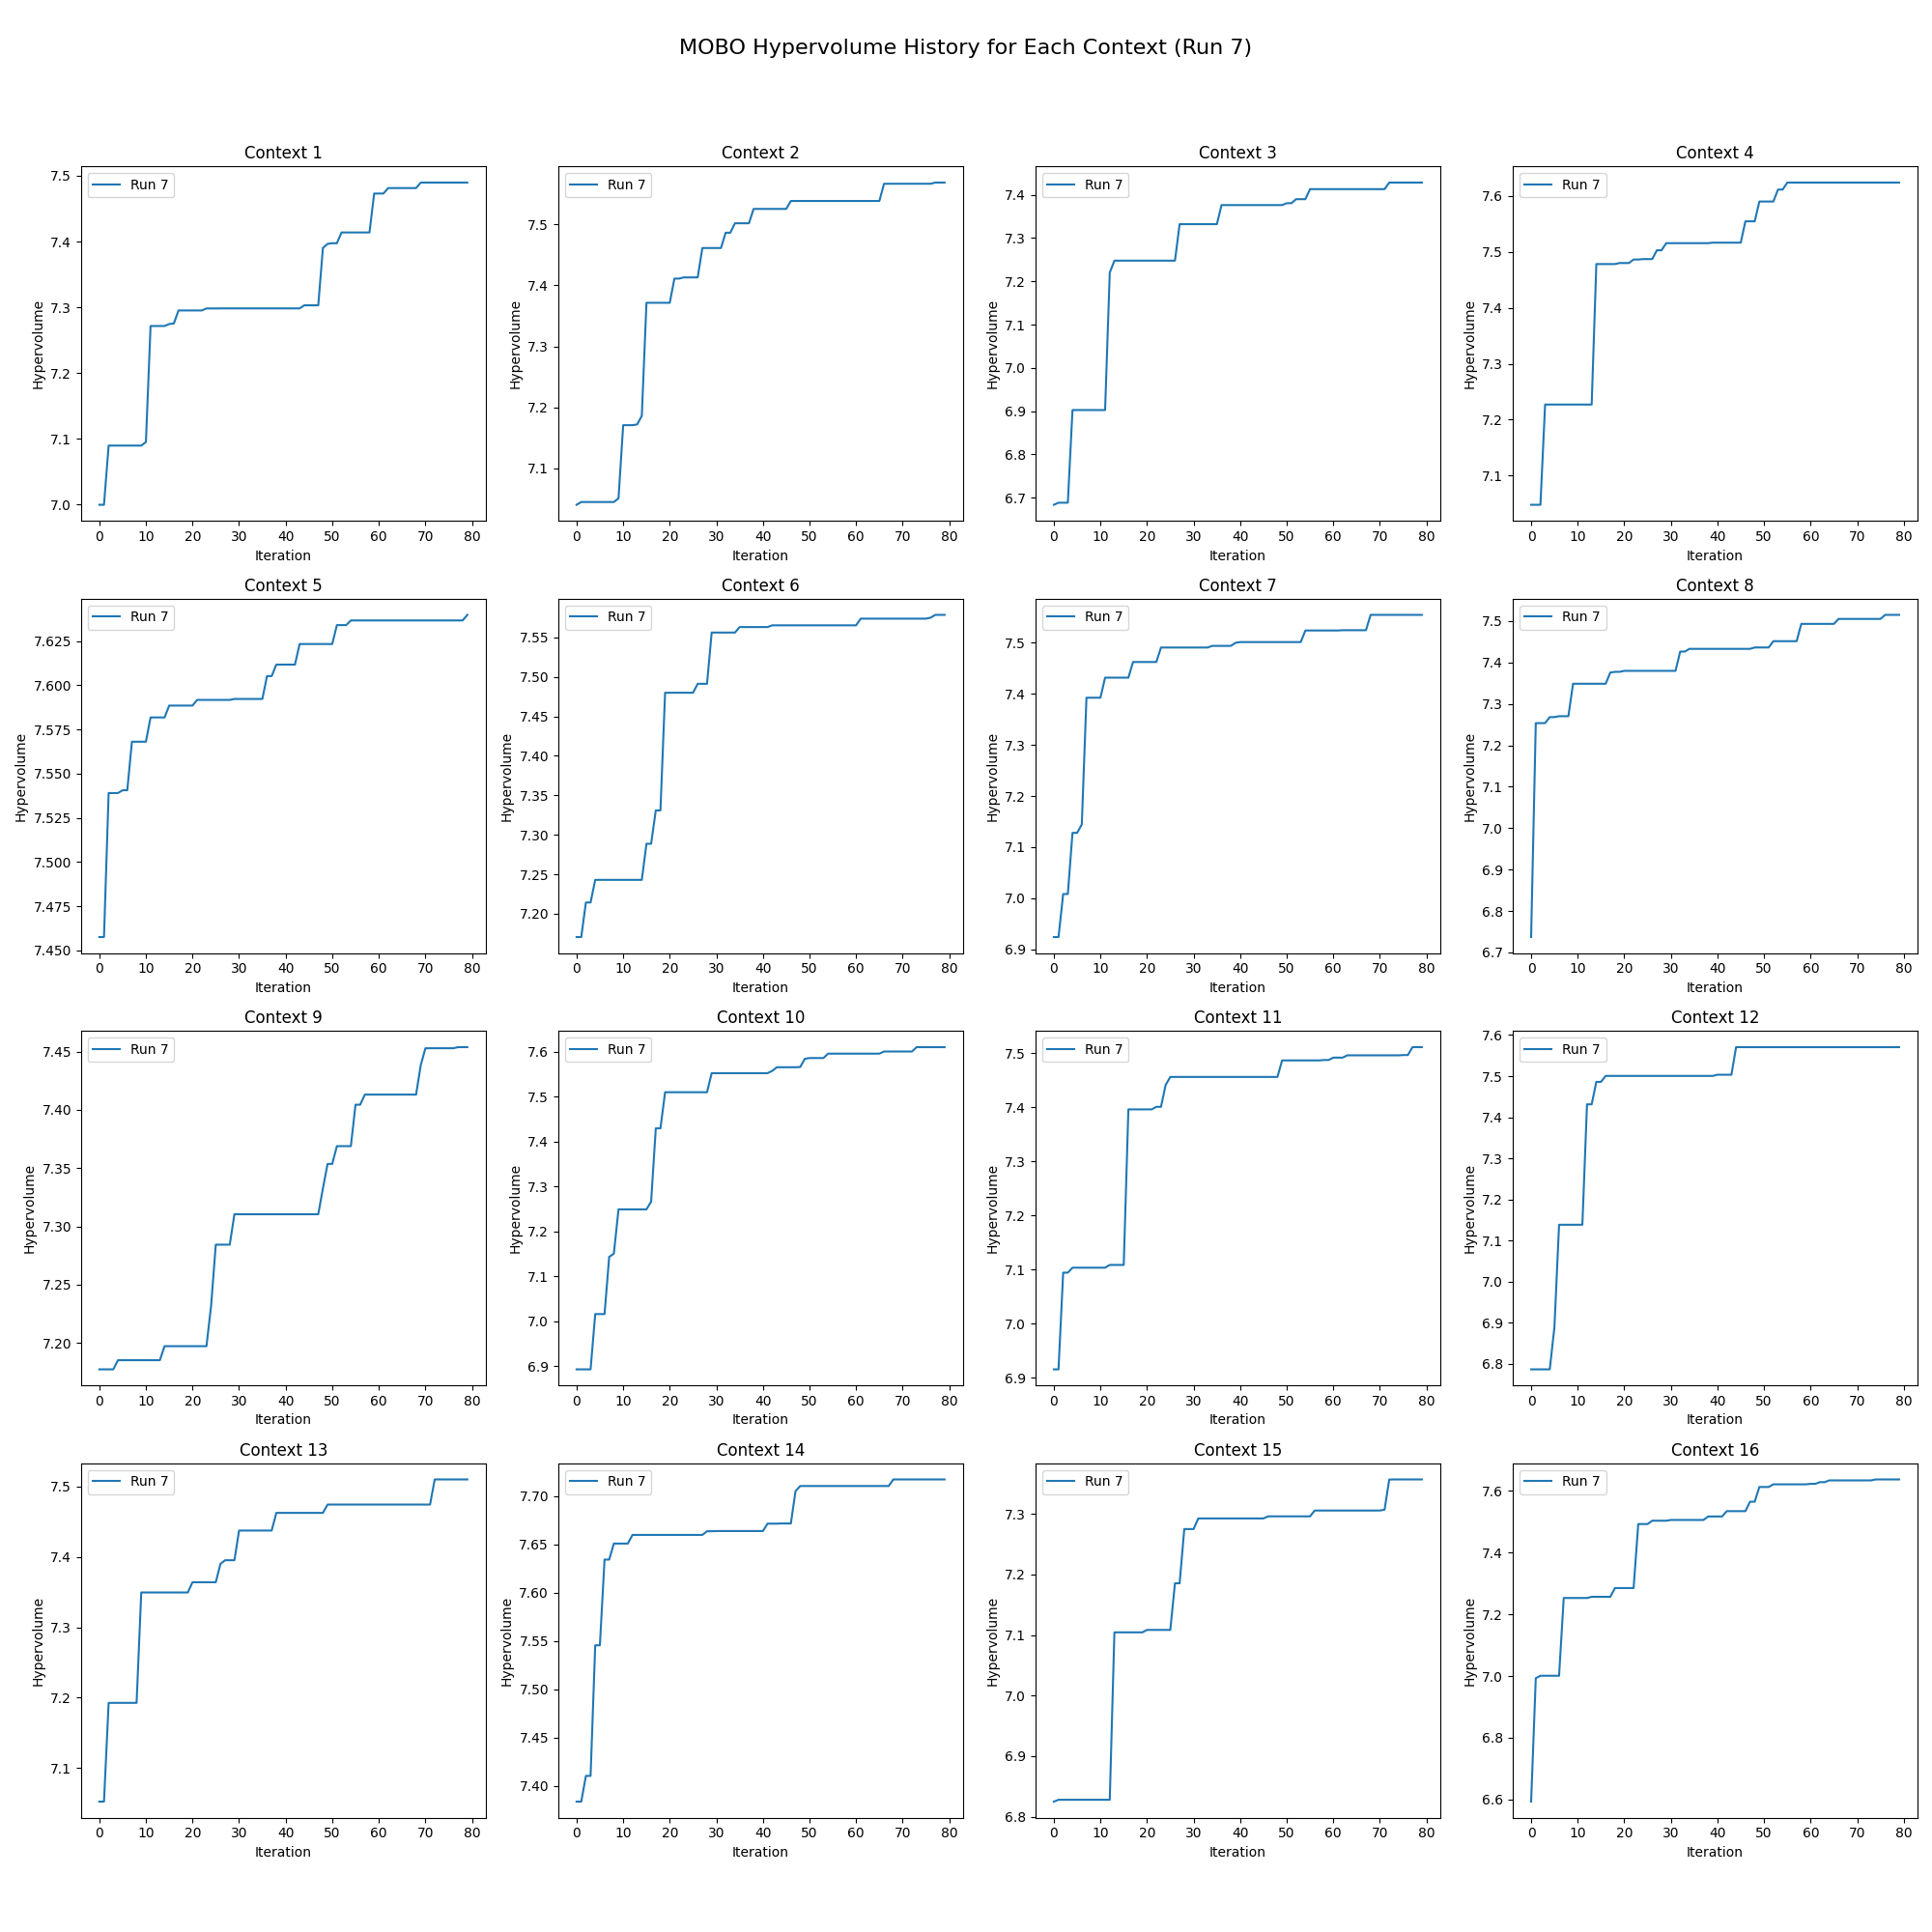 MOBO Hypervolume History for Each Context (Run 7)
Context 1
Run 7
7.5
7.4
7.3
7.2
7.1
7.0
Hypervolume
0 10 20 30 40 50 60 70 80
Iteration
Context 2
Run 7
7.5
7.4
7.3
7.2
7.1
Hypervolume
0 10 20 30 40 50 60 70 80
Iteration
Context 3
Run 7
7.4
7.3
7.2
7.1
7.0
6.9
6.8
6.7
Hypervolume
0 10 20 30 40 50 60 70 80
Iteration
Context 4
Run 7
7.6
7.5
7.4
7.3
7.2
7.1
Hypervolume
0 10 20 30 40 50 60 70 80
Iteration
Context 5
Run 7
7.625
7.600
7.575
7.550
7.525
7.500
7.475
7.450
Hypervolume
0 10 20 30 40 50 60 70 80
Iteration
Context 6
Run 7
7.55
7.50
7.45
7.40
7.35
7.30
7.25
7.20
Hypervolume
0 10 20 30 40 50 60 70 80
Iteration
Context 7
Run 7
7.5
7.4
7.3
7.2
7.1
7.0
6.9
Hypervolume
0 10 20 30 40 50 60 70 80
Iteration
Context 8
Run 7
7.5
7.4
7.3
7.2
7.1
7.0
6.9
6.8
6.7
Hypervolume
0 10 20 30 40 50 60 70 80
Iteration
Context 9
Run 7
7.45
7.40
7.35
7.30
7.25
7.20
Hypervolume
0 10 20 30 40 50 60 70 80
Iteration
Context 10
Run 7
7.6
7.5
7.4
7.3
7.2
7.1
7.0
6.9
Hypervolume
0 10 20 30 40 50 60 70 80
Iteration
Context 11
Run 7
7.5
7.4
7.3
7.2
7.1
7.0
6.9
Hypervolume
0 10 20 30 40 50 60 70 80
Iteration
Context 12
Run 7
7.6
7.5
7.4
7.3
7.2
7.1
7.0
6.9
6.8
Hypervolume
0 10 20 30 40 50 60 70 80
Iteration
Context 13
Run 7
7.5
7.4
7.3
7.2
7.1
Hypervolume
0 10 20 30 40 50 60 70 80
Iteration
Context 14
Run 7
7.70
7.65
7.60
7.55
7.50
7.45
7.40
Hypervolume
0 10 20 30 40 50 60 70 80
Iteration
Context 15
Run 7
7.3
7.2
7.1
7.0
6.9
6.8
Hypervolume
0 10 20 30 40 50 60 70 80
Iteration
Context 16
Run 7
7.6
7.4
7.2
7.0
6.8
6.6
Hypervolume
0 10 20 30 40 50 60 70 80
Iteration